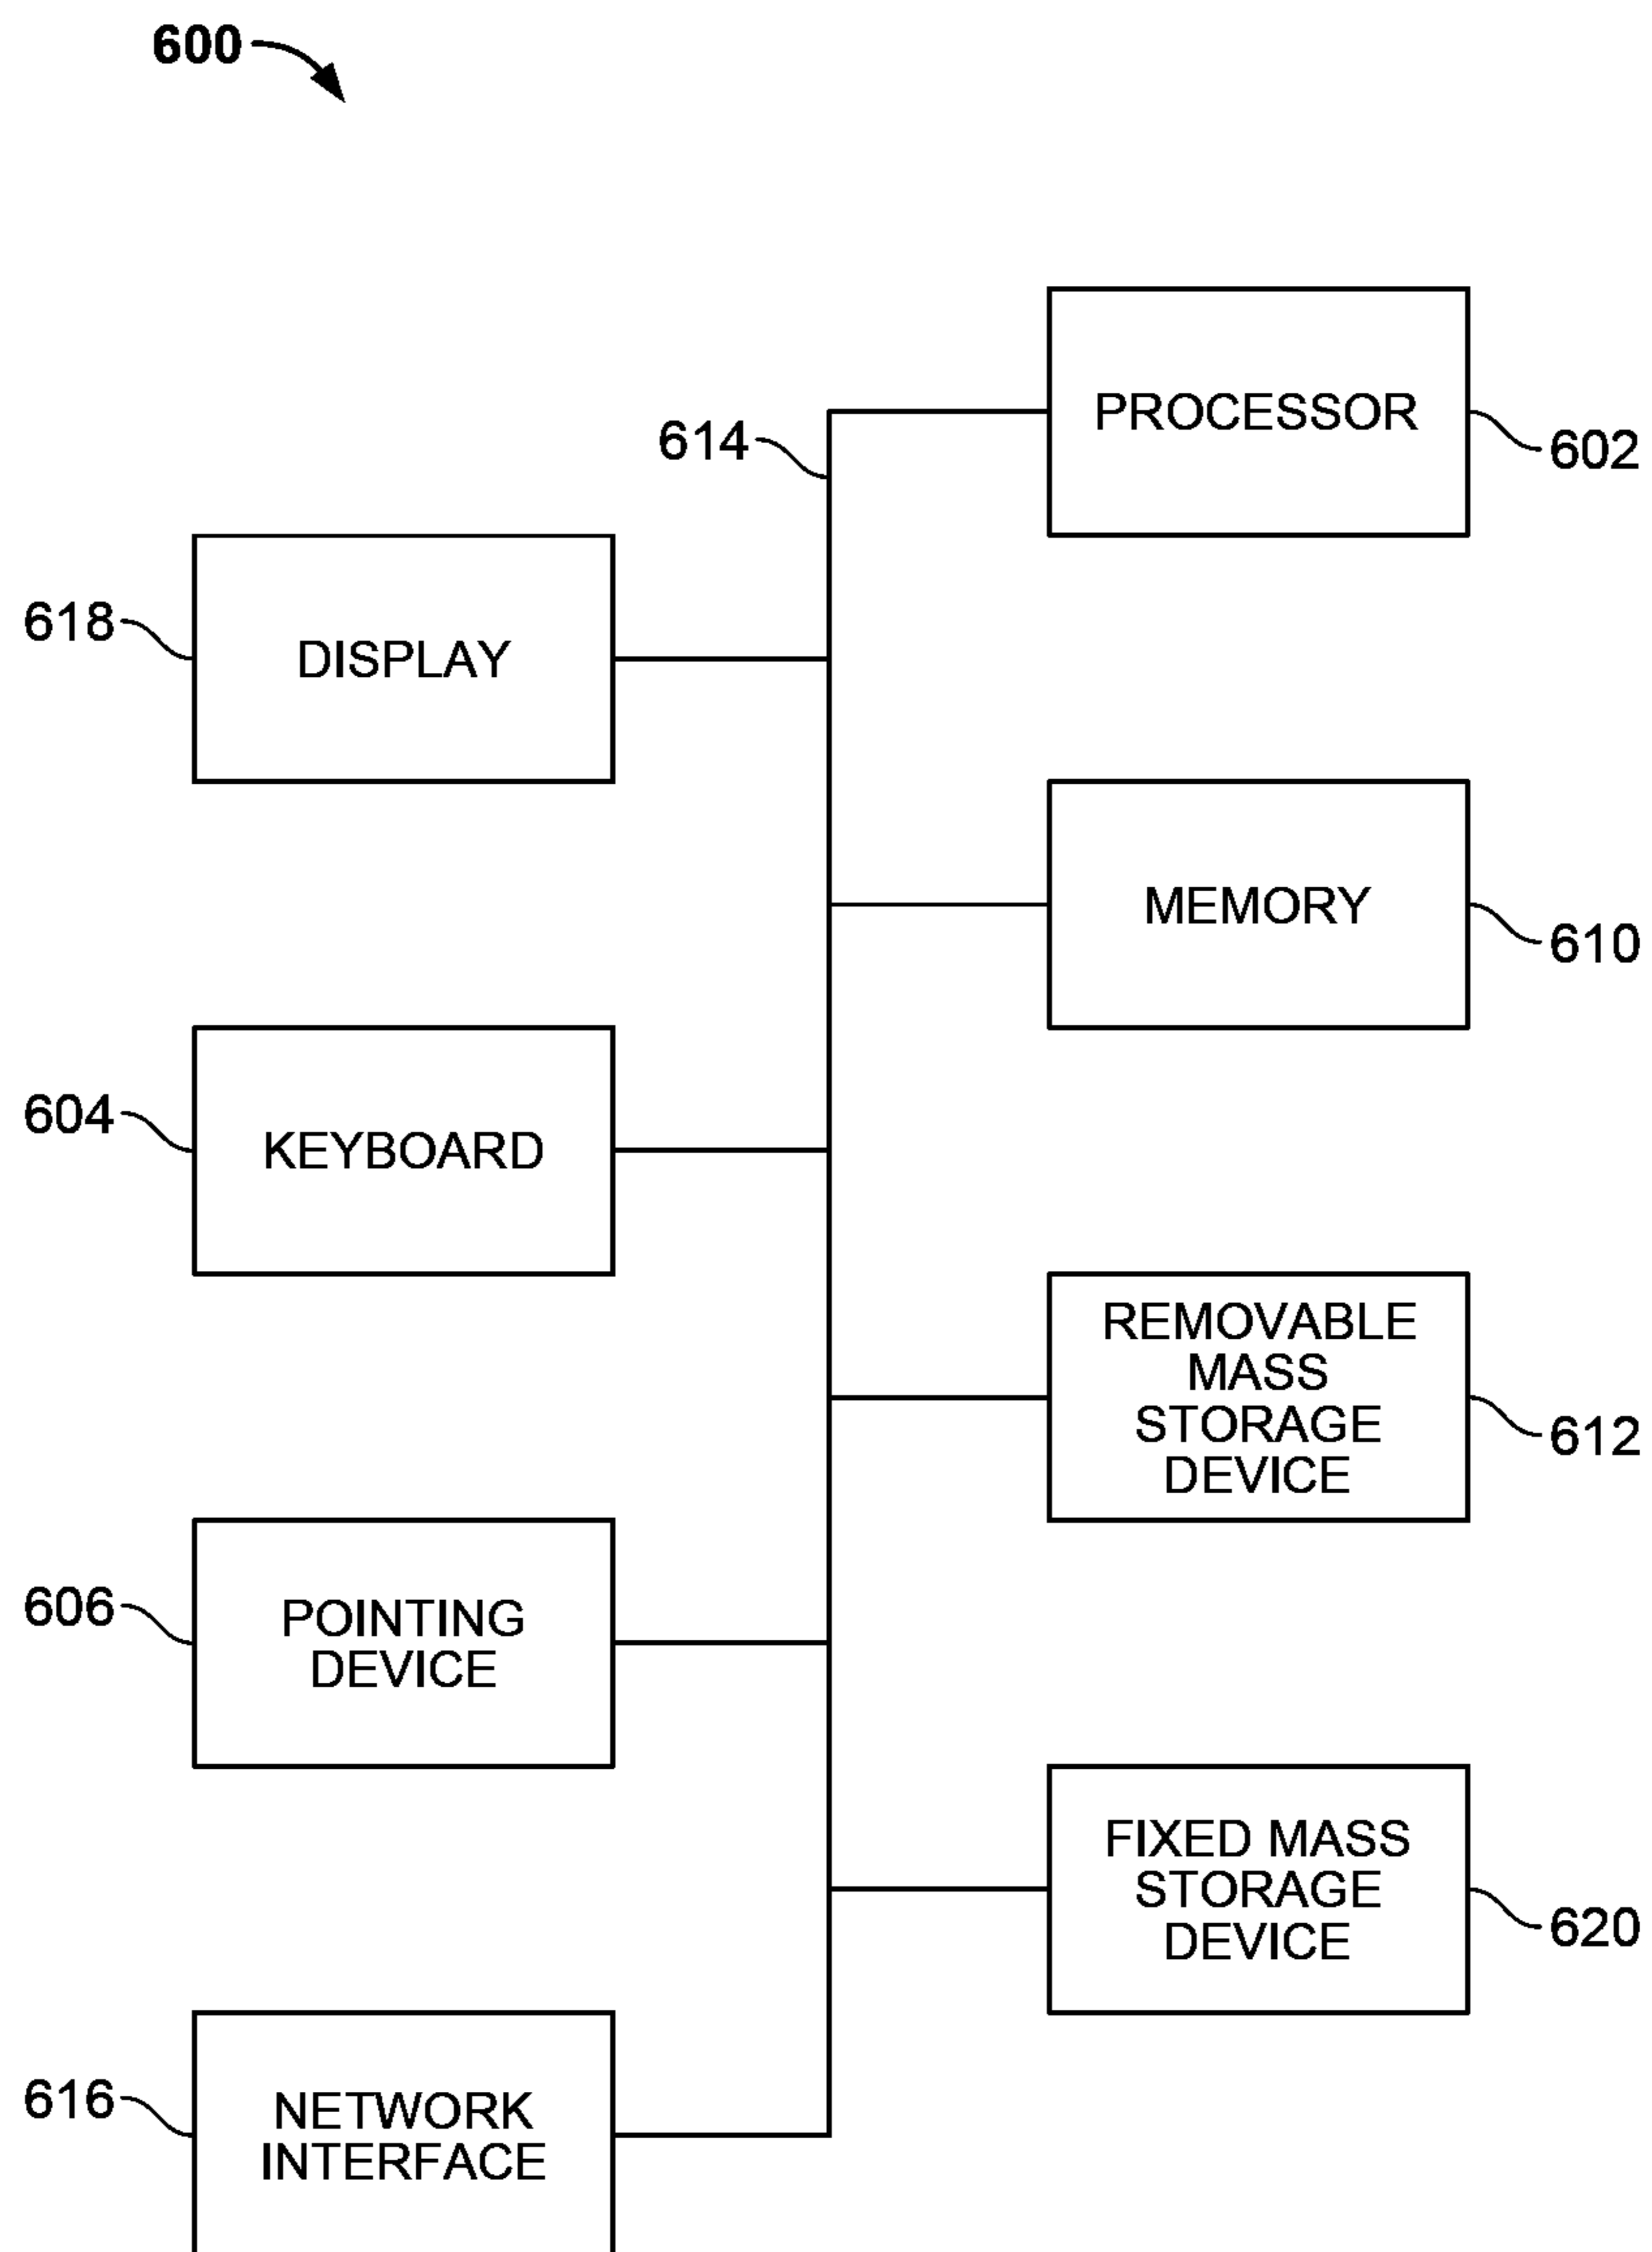 600
PROCESSOR
602
614
618
DISPLAY
MEMORY
610
604
KEYBOARD
REMOVABLE
MASS
STORAGE
DEVICE
612
606
POINTING
DEVICE
FIXED MASS
STORAGE
DEVICE
620
616
NETWORK
INTERFACE